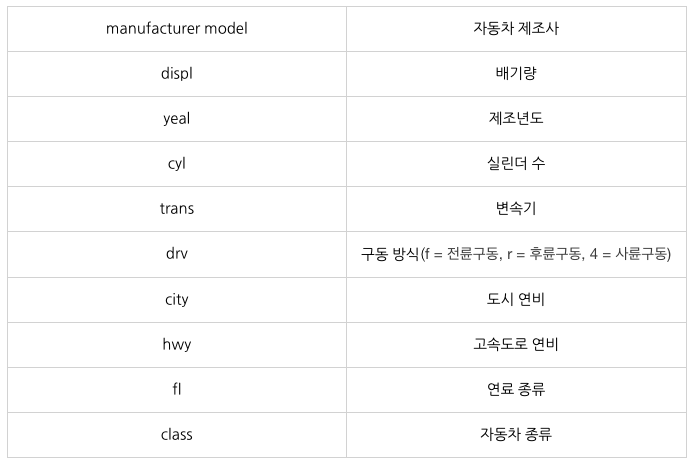 manufacturer model 자동차 제조사
displ 배기량
yeal 제조년도
cyl 실린더 수
trans 변속기
drv 구동 방식(f = 전륜구동, r = 후륜구동, 4 = 사륜구동)
city 도시 연비
hwy 고속도로 연비
fl 연료 종류
class 자동차 종류